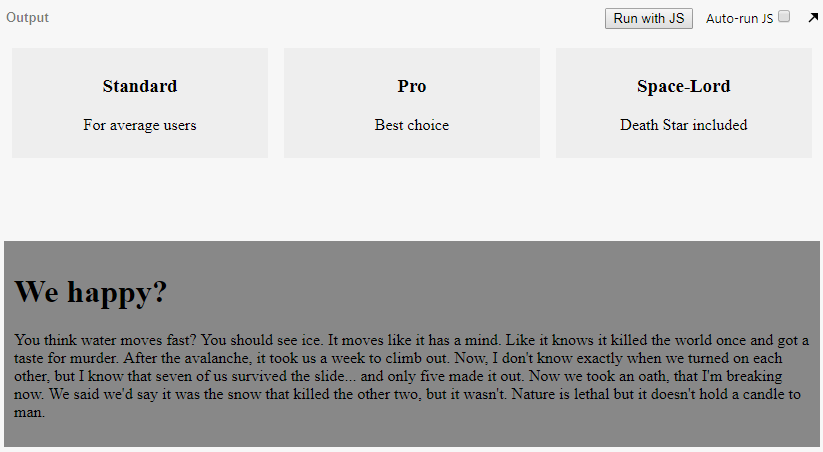 Output Run with JS Auto-run JS
Standard Pro Space-Lord
For average users Best choice Death Star included
We happy?
You think water moves fast? You should see ice. It moves like it has a mind. Like it knows it killed the world once and got a
taste for murder. After the avalanche, it took us a week to climb out. Now, I don't know exactly when we turned on each
other, but I know that seven of us survived the slide... and only five made it out. Now we took an oath, that I'm breaking
now. We said we'd say it was the snow that killed the other two, but it wasn't. Nature is lethal but it doesn't hold a candle to
man.